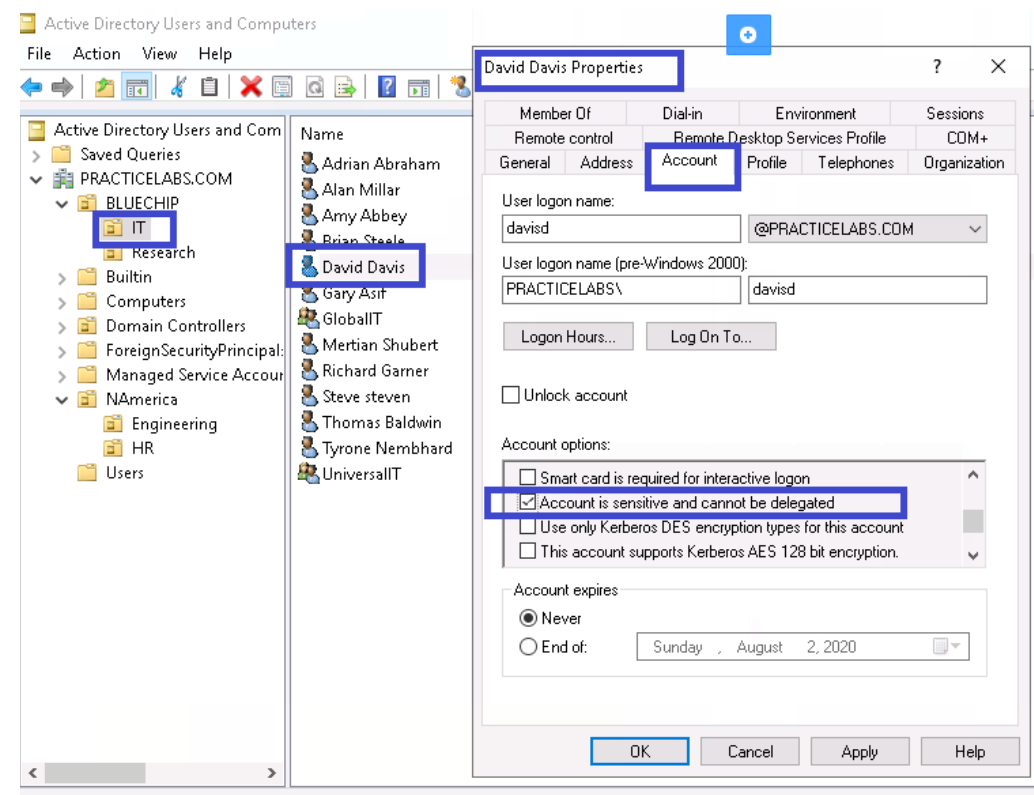 Active Directory Users and Computers
File Action View Help
Active Directory Users and Com
Saved Queries
PRACTICELABS.COM
BLUECHIP
IT
Research
Builtin
Computers
Domain Controllers
ForeignSecurityPrincipal:
Managed Service Accour
NAmerica
Engineering
HR
Users
Name
Adrian Abraham
Alan Millar
Amy Abbey
Brian Steele
David Davis
Gary Asif
GlobalIT
Mertian Shubert
Richard Garner
Steve steven
Thomas Baldwin
Tyrone Nembhard
UniversalIT
David Davis Properties
? X
Member Of Dial-in Environment Sessions
Remote control Remote Desktop Services Profile COM+
General Address Account Profile Telephones Organization
User logon name:
davisd @PRACTICELABS.COM
User logon name (pre-Windows 2000):
PRACTICELABS\ davisd
Logon Hours... Log On To...
Unlock account
Account options:
Smart card is required for interactive logon
Account is sensitive and cannot be delegated
Use only Kerberos DES encryption types for this account
This account supports Kerberos AES 128 bit encryption.
Account expires
Never
End of: Sunday , August 2, 2020
OK Cancel Apply Help